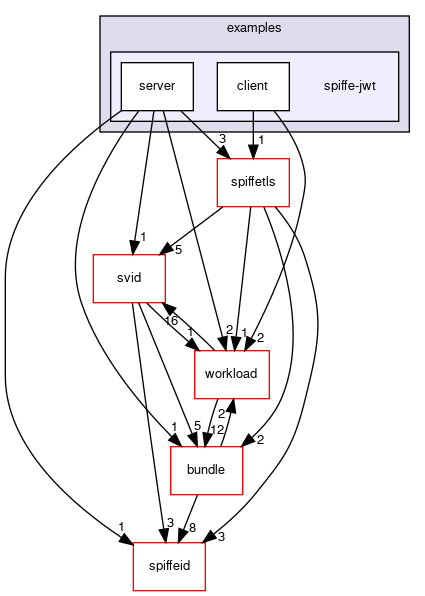 examples
server
client
spiffe-jwt
3
1
spiffetls
1
5
svid
16
1
2
1
2
workload
1
5
2
12
2
bundle
1
3
8
3
spiffeid